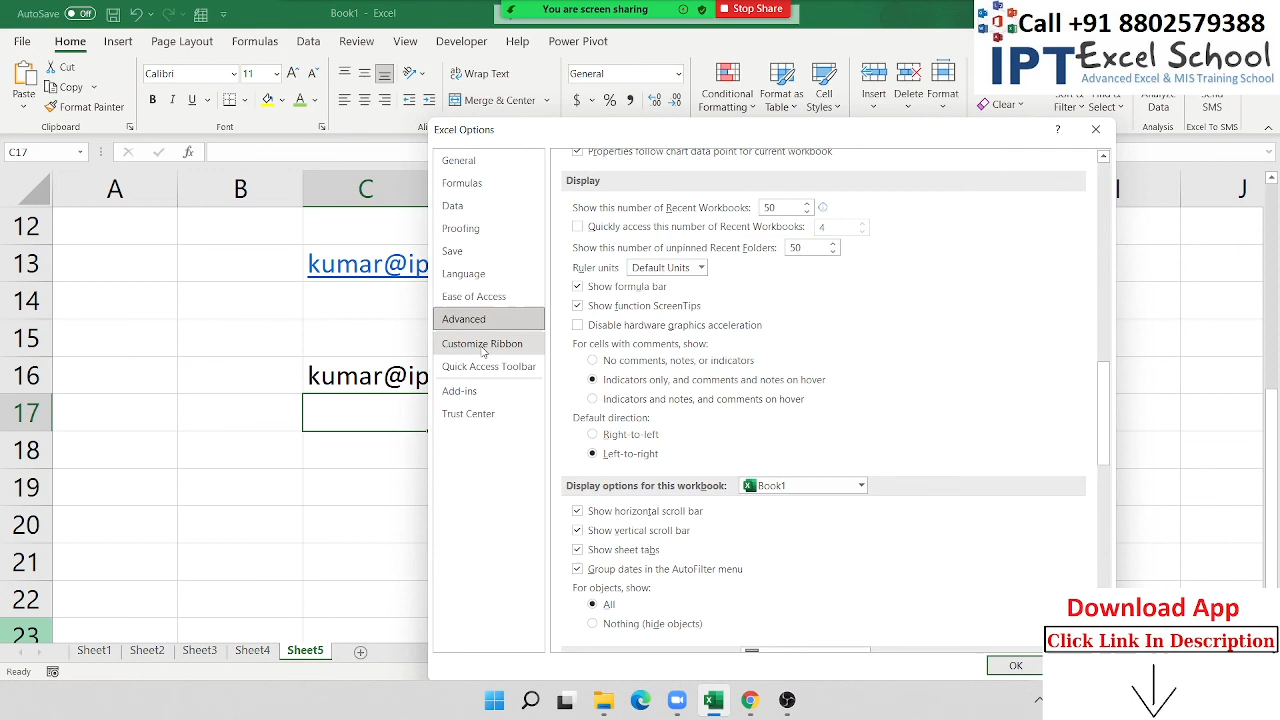 AutoSave Off
Book1 - Excel
You are screen sharing
Stop Share
Call +91 8802579388
IPT Excel School
Advanced Excel & MIS Training School
File Home Insert Page Layout Formulas Data Review View Developer Help Power Pivot
Paste
Cut
Copy
Format Painter
Clipboard
Calibri 11
B I U
Font
Wrap Text
Merge & Center
General
$ % ,
Conditional Formatting
Format as Table
Cell Styles
Insert
Delete
Format
Clear
Filter
Select
Data
Analysis
Send SMS
Excel To SMS
C17
fx
A B C I J
12
13 kumar@ip
14
15
16 kumar@ip
17
18
19
20
21
22
23
Excel Options
?
General
Formulas
Data
Proofing
Save
Language
Ease of Access
Advanced
Customize Ribbon
Quick Access Toolbar
Add-ins
Trust Center
Properties follow chart data point for current workbook
Display
Show this number of Recent Workbooks: 50
Quickly access this number of Recent Workbooks: 4
Show this number of unpinned Recent Folders: 50
Ruler units Default Units
Show formula bar
Show function ScreenTips
Disable hardware graphics acceleration
For cells with comments, show:
No comments, notes, or indicators
Indicators only, and comments and notes on hover
Indicators and notes, and comments on hover
Default direction:
Right-to-left
Left-to-right
Display options for this workbook: Book1
Show horizontal scroll bar
Show vertical scroll bar
Show sheet tabs
Group dates in the AutoFilter menu
For objects, show:
All
Nothing (hide objects)
OK
Sheet1 Sheet2 Sheet3 Sheet4 Sheet5
Ready
Download App
Click Link In Description